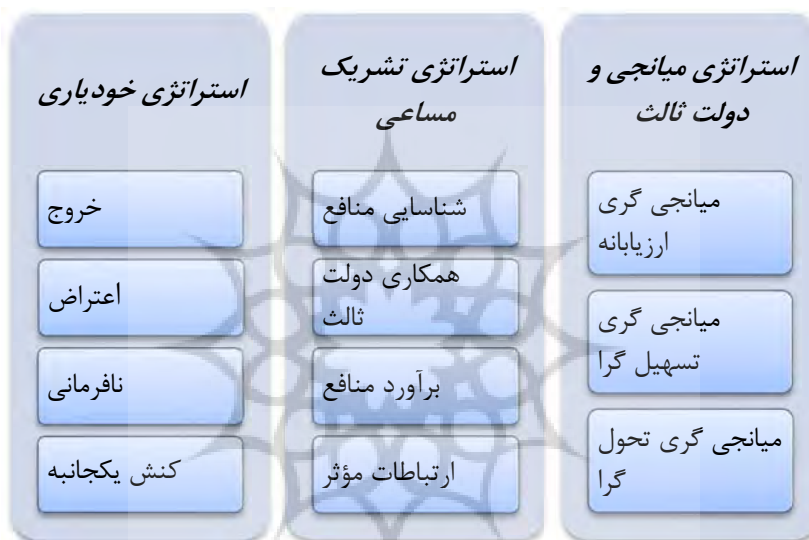 استراتژی میانجی و
دولت ثالث
میانجی گری
ارزیابانه
میانجی گری
تسهیل گرا
میانجی گری تحول
گرا
استراتژی تشریک
مساعی
شناسایی منافع
همکاری دولت
ثالث
برآورد منافع
ارتباطات مؤثر
استراتژی خودیاری
خروج
اعتراض
نافرمانی
کنش یکجانبه